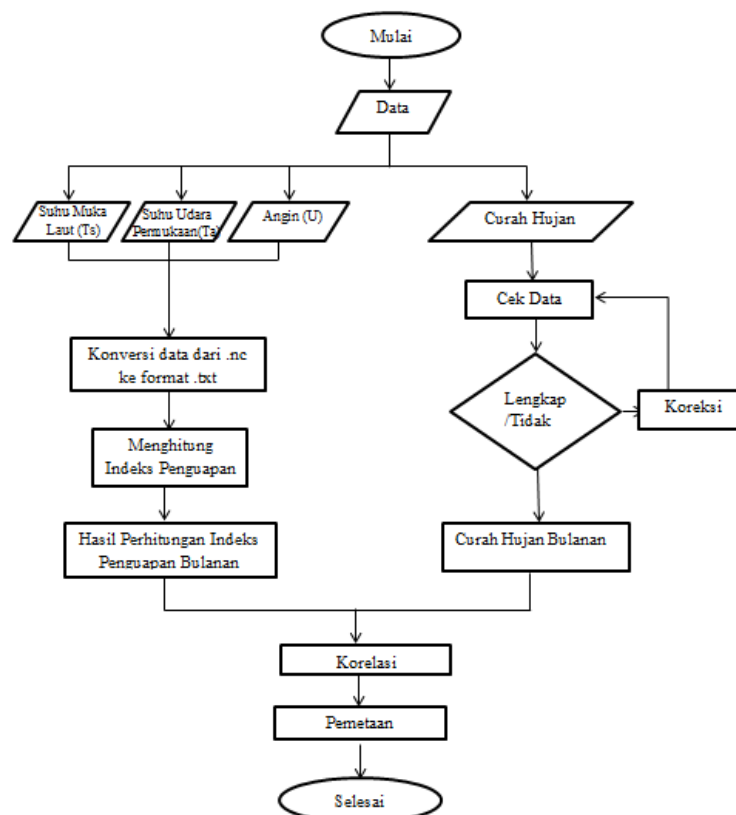 Mulai
Data
Suhu Muka
Laut (Ts)
Suhu Udara
Permukaan(Ta)
Angin (U)
Curah Hujan
Cek Data
Konversi data dari .nc
ke format .txt
Lengkap
/Tidak
Koreksi
Menghitung
Indeks Penguapan
Hasil Perhitungan Indeks
Penguapan Bulanan
Curah Hujan Bulanan
Korelasi
Pemetaan
Selesai